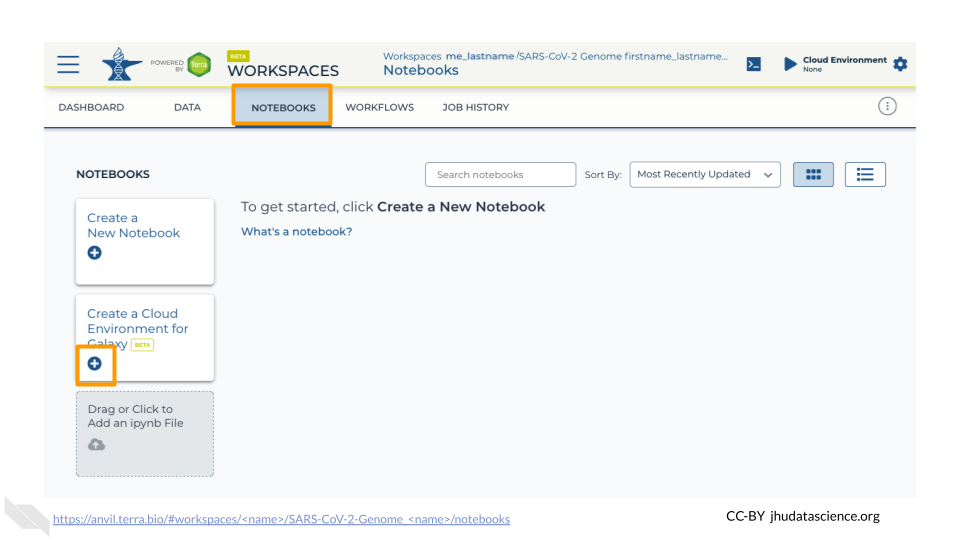 POWERED
BY Terra
BETA
WORKSPACES
Workspaces me_lastname/SARS-CoV-2 Genome firstname_lastname...
Notebooks
Cloud Environment
None
DASHBOARD DATA NOTEBOOKS WORKFLOWS JOB HISTORY
NOTEBOOKS
Search notebooks
Sort By: Most Recently Updated
Create a
New Notebook
To get started, click Create a New Notebook
What's a notebook?
Create a Cloud
Environment for
Galaxy BETA
Drag or Click to
Add an ipynb File
https://anvil.terra.bio/#workspaces/<name>/SARS-CoV-2-Genome_<name>/notebooks
CC-BY jhudatascience.org